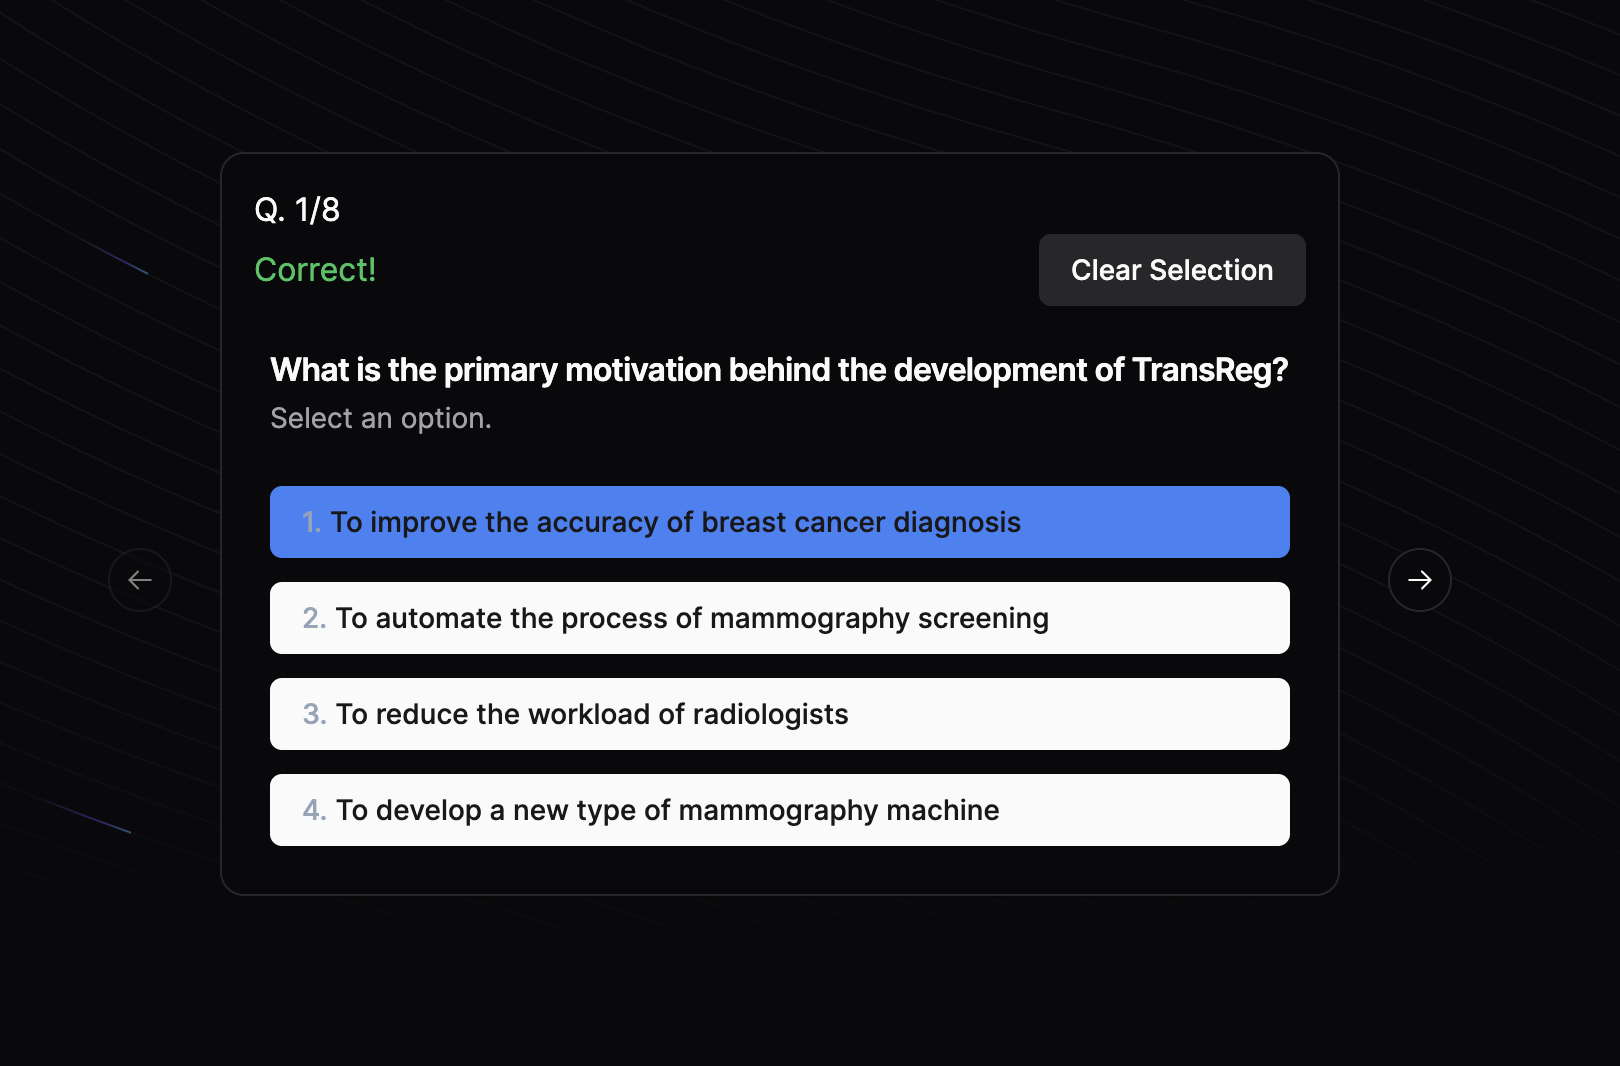 Q. 1/8
Correct!
Clear Selection
What is the primary motivation behind the development of TransReg?
Select an option.
1. To improve the accuracy of breast cancer diagnosis
2. To automate the process of mammography screening
3. To reduce the workload of radiologists
4. To develop a new type of mammography machine